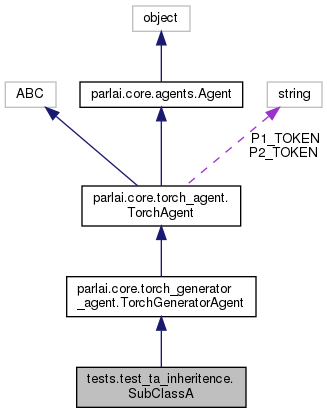 object
ABC
parlai.core.agents.Agent
string
P1_TOKEN
P2_TOKEN
parlai.core.torch_agent.
TorchAgent
parlai.core.torch_generator
_agent.TorchGeneratorAgent
tests.test_ta_inheritence.
SubClassA